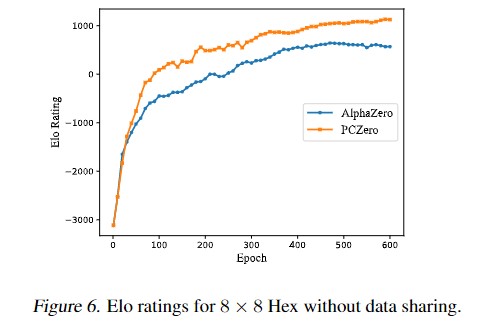 1000
0
−1000
−2000
−3000
Elo Rating
AlphaZero
PCZero
0 100 200 300 400 500 600
Epoch
Figure 6. Elo ratings for 8 × 8 Hex without data sharing.